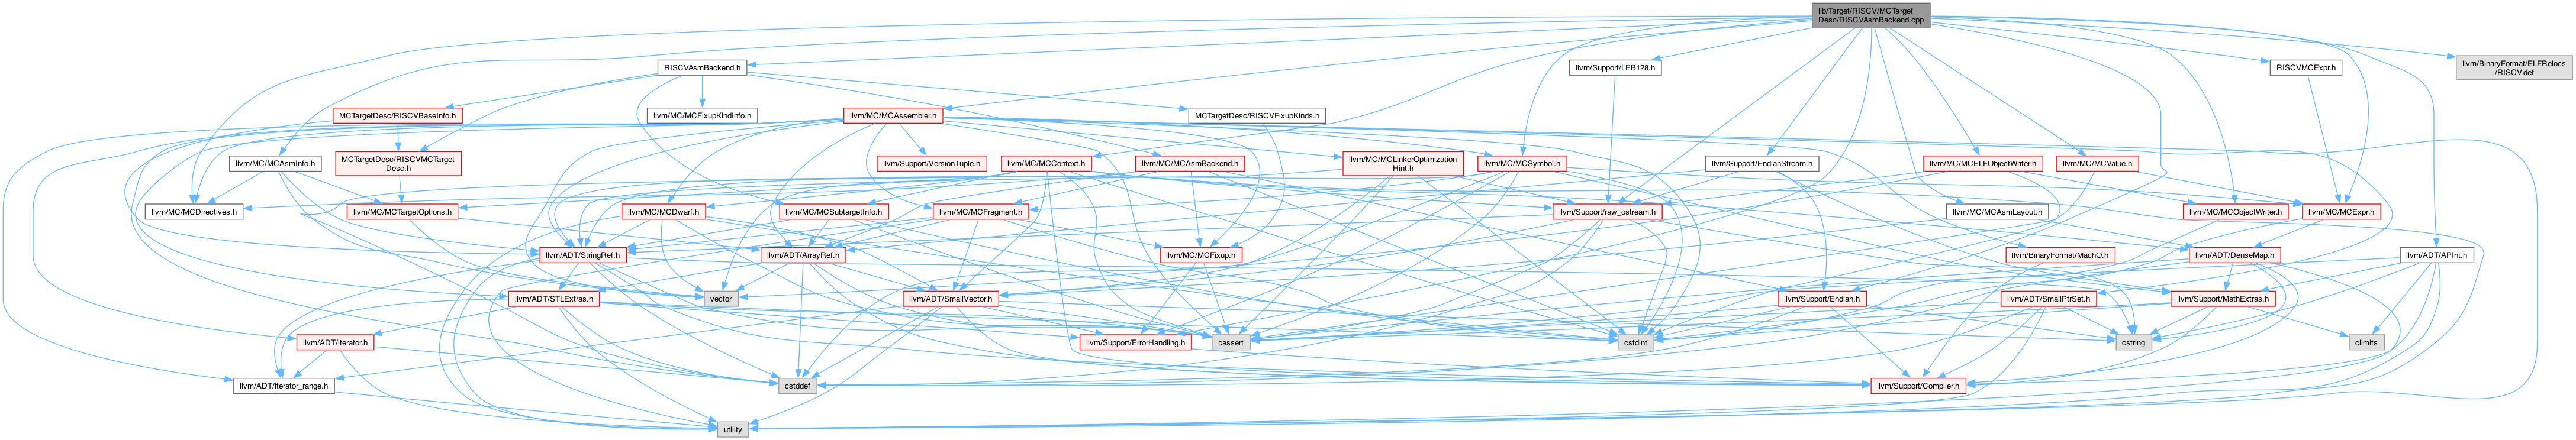 lib/Target/RISCV/MCTarget
Desc/RISCVAsmBackend.cpp
RISCVAsmBackend.h
llvm/Support/LEB128.h
RISCVMCExpr.h
llvm/BinaryFormat/ELFRelocs
/RISCV.def
MCTargetDesc/RISCVBaseInfo.h
llvm/MC/MCFixupKindInfo.h
llvm/MC/MCAssembler.h
MCTargetDesc/RISCVFixupKinds.h
llvm/MC/MCAsmInfo.h
MCTargetDesc/RISCVMCTarget
Desc.h
llvm/Support/VersionTuple.h
llvm/MC/MCContext.h
llvm/MC/MCAsmBackend.h
llvm/MC/MCLinkerOptimization
Hint.h
llvm/MC/MCSymbol.h
llvm/Support/EndianStream.h
llvm/MC/MCELFObjectWriter.h
llvm/MC/MCValue.h
llvm/MC/MCDirectives.h
llvm/MC/MCTargetOptions.h
llvm/MC/MCDwarf.h
llvm/MC/MCSubtargetInfo.h
llvm/MC/MCFragment.h
llvm/Support/raw_ostream.h
llvm/MC/MCAsmLayout.h
llvm/MC/MCObjectWriter.h
llvm/MC/MCExpr.h
llvm/ADT/StringRef.h
llvm/ADT/ArrayRef.h
llvm/MC/MCFixup.h
llvm/BinaryFormat/MachO.h
llvm/ADT/DenseMap.h
llvm/ADT/APInt.h
vector
llvm/ADT/STLExtras.h
llvm/ADT/SmallVector.h
llvm/Support/Endian.h
llvm/ADT/SmallPtrSet.h
llvm/Support/MathExtras.h
llvm/ADT/iterator.h
llvm/Support/ErrorHandling.h
cassert
cstdint
cstring
climits
llvm/ADT/iterator_range.h
cstddef
llvm/Support/Compiler.h
utility